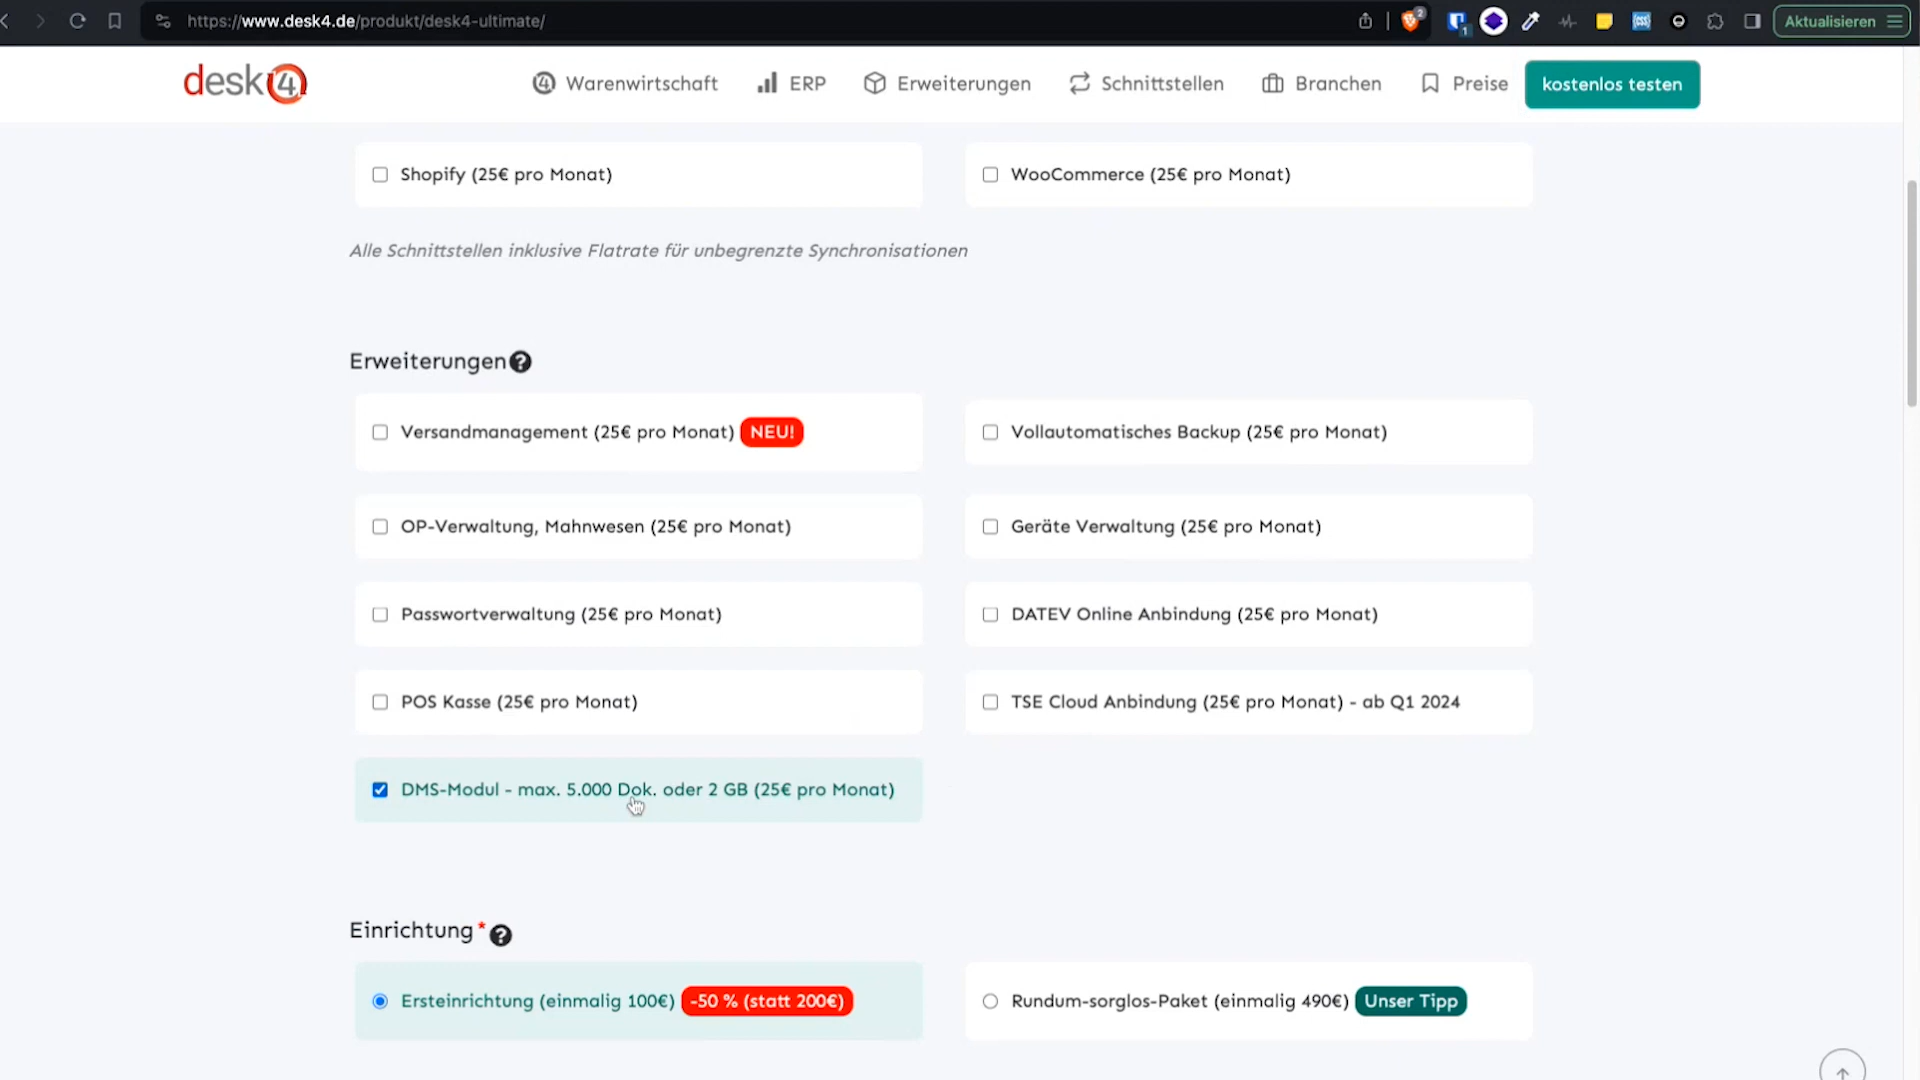 https://www.desk4.de/produkt/desk4-ultimate/
2
1
Aktualisieren
desk4
Warenwirtschaft
ERP
Erweiterungen
Schnittstellen
Branchen
Preise
kostenlos testen
Shopify (25€ pro Monat)
WooCommerce (25€ pro Monat)
Alle Schnittstellen inklusive Flatrate für unbegrenzte Synchronisationen
Erweiterungen ?
Versandmanagement (25€ pro Monat) NEU!
Vollautomatisches Backup (25€ pro Monat)
OP-Verwaltung, Mahnwesen (25€ pro Monat)
Geräte Verwaltung (25€ pro Monat)
Passwortverwaltung (25€ pro Monat)
DATEV Online Anbindung (25€ pro Monat)
POS Kasse (25€ pro Monat)
TSE Cloud Anbindung (25€ pro Monat) - ab Q1 2024
DMS-Modul - max. 5.000 Dok. oder 2 GB (25€ pro Monat)
Einrichtung * ?
Ersteinrichtung (einmalig 100€) -50 % (statt 200€)
Rundum-sorglos-Paket (einmalig 490€) Unser Tipp